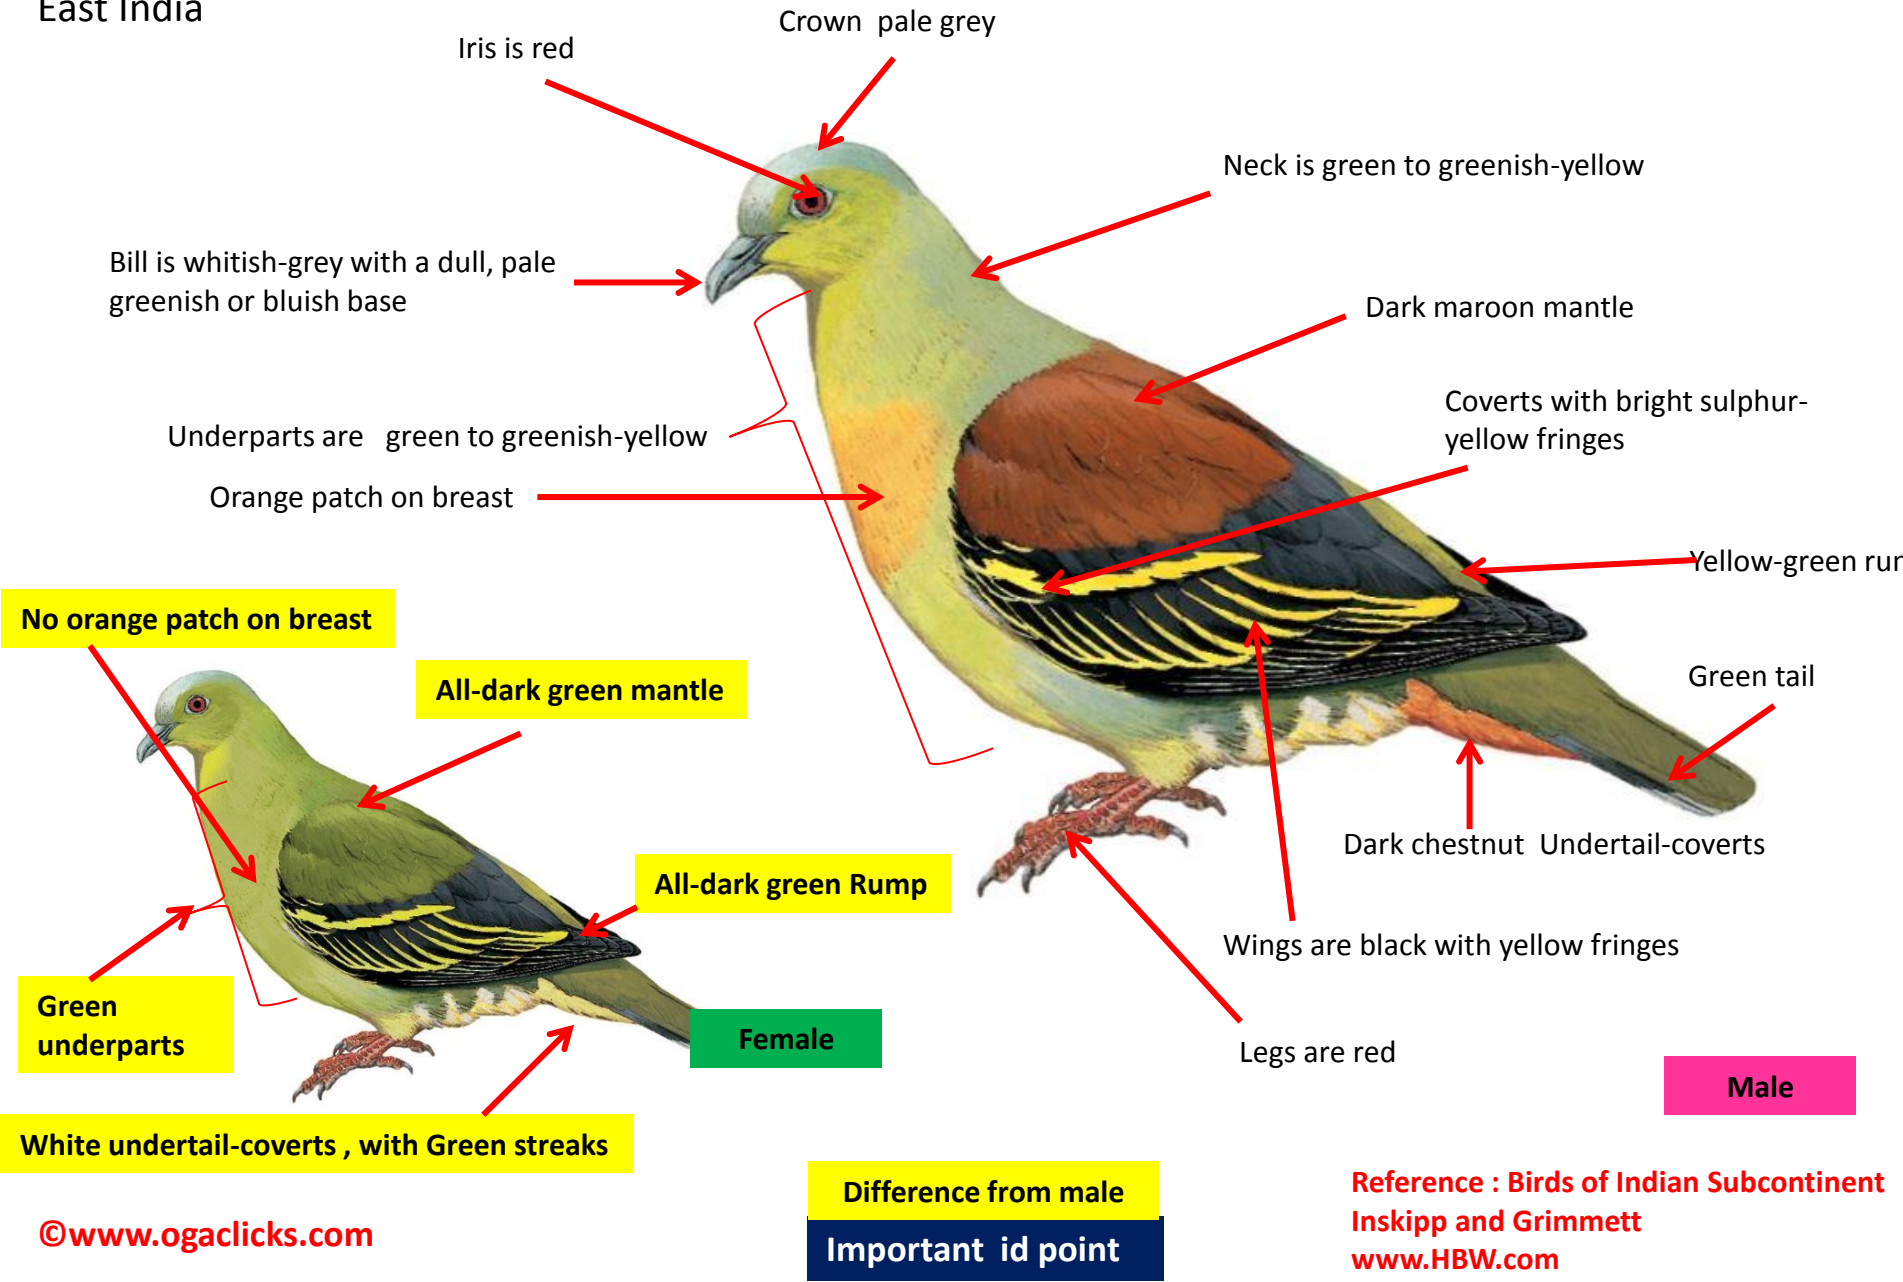 East India
Crown  pale grey
Iris is red
Neck is green to greenish-yellow
Bill is whitish-grey with a dull, pale
greenish or bluish base
Dark maroon mantle
Coverts with bright sulphur-
yellow fringes
Underparts are   green to greenish-yellow
Orange patch on breast
Yellow-green
No orange patch on breast
All-dark green mantle
Green tail
Dark chestnut  Undertail-coverts
All-dark green Rump
Wings are black with yellow fringes
Green
underparts
Female
Legs are red
Male
White undertail-coverts , with Green streaks
Difference from male
Important  id point
Reference : Birds of Indian Subcontinent
Inskipp and Grimmett
www.HBW.com
©www.ogaclicks.com